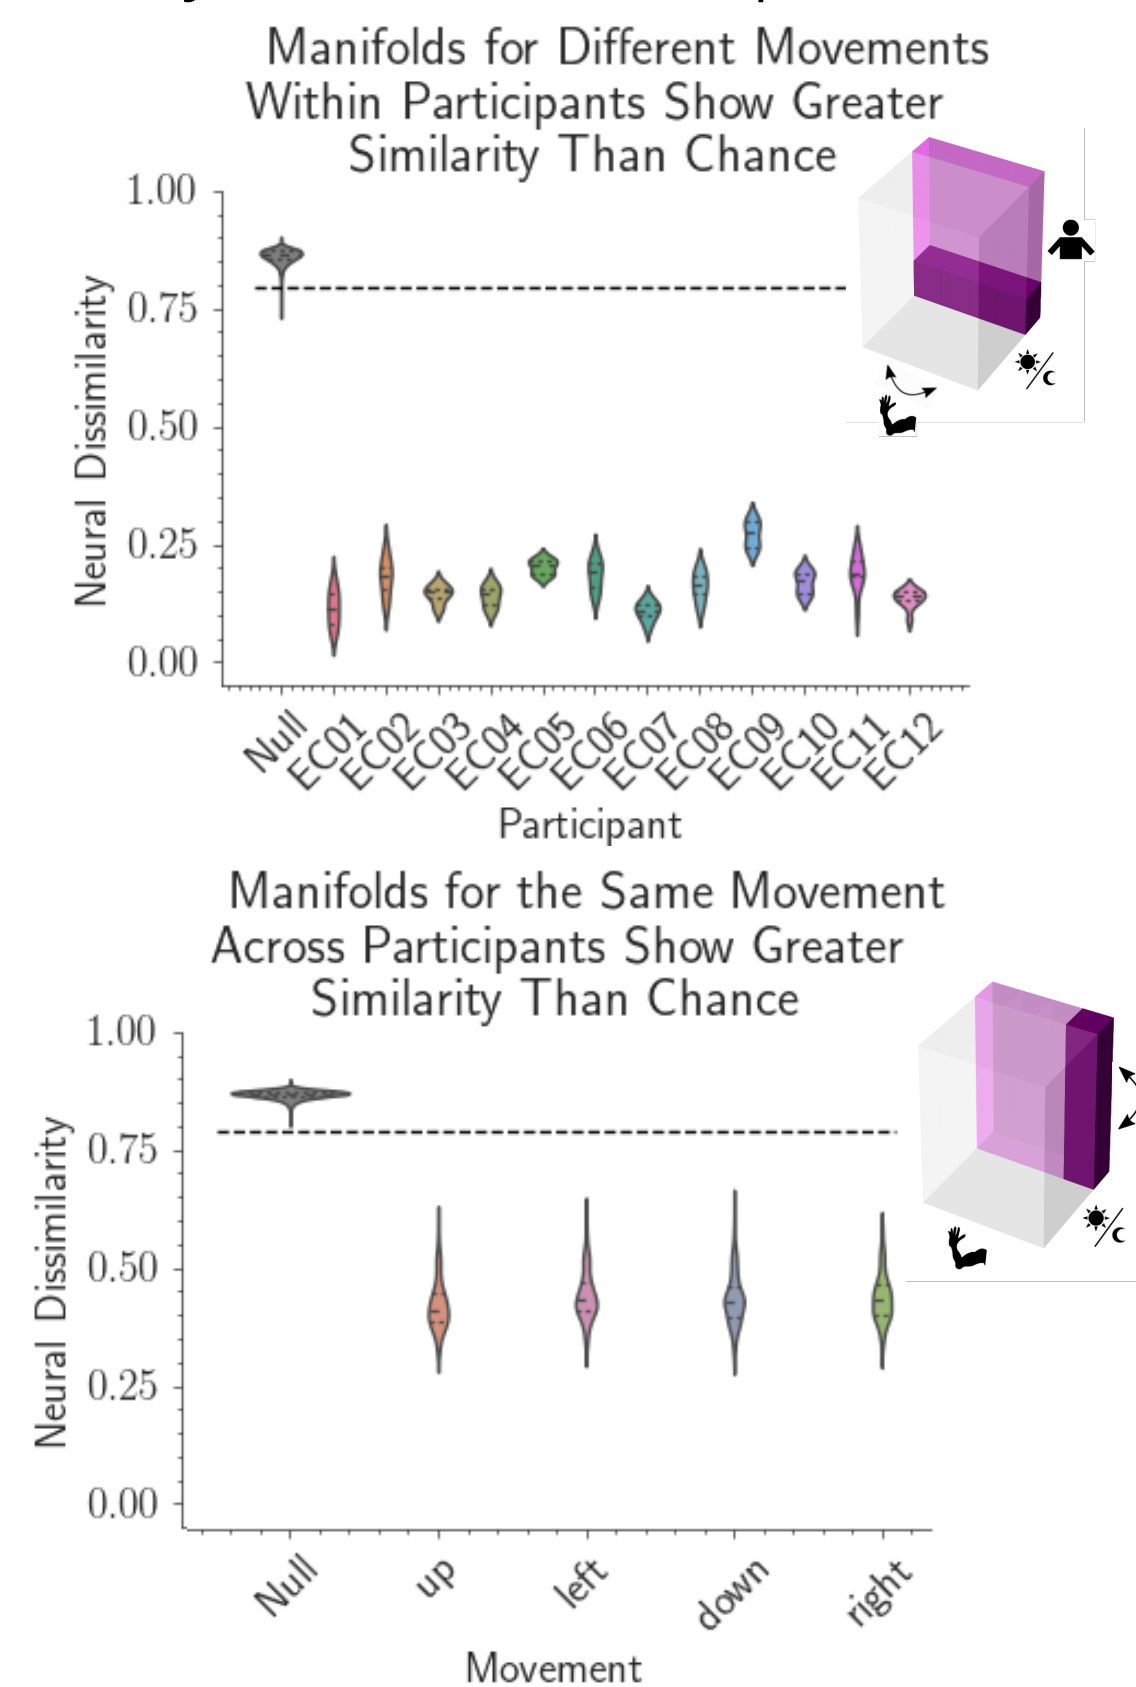 Manifolds for Different Movements
Within Participants Show Greater
Similarity Than Chance
1.00
0.75
0.50
0.25
0.00
Neural Dissimilarity
Null
EC01
EC02
EC03
EC04
EC05
EC06
EC07
EC08
EC09
EC10
EC11
EC12
Participant
Manifolds for the Same Movement
Across Participants Show Greater
Similarity Than Chance
1.00
0.75
0.50
0.25
0.00
Neural Dissimilarity
Null
up
left
down
right
Movement